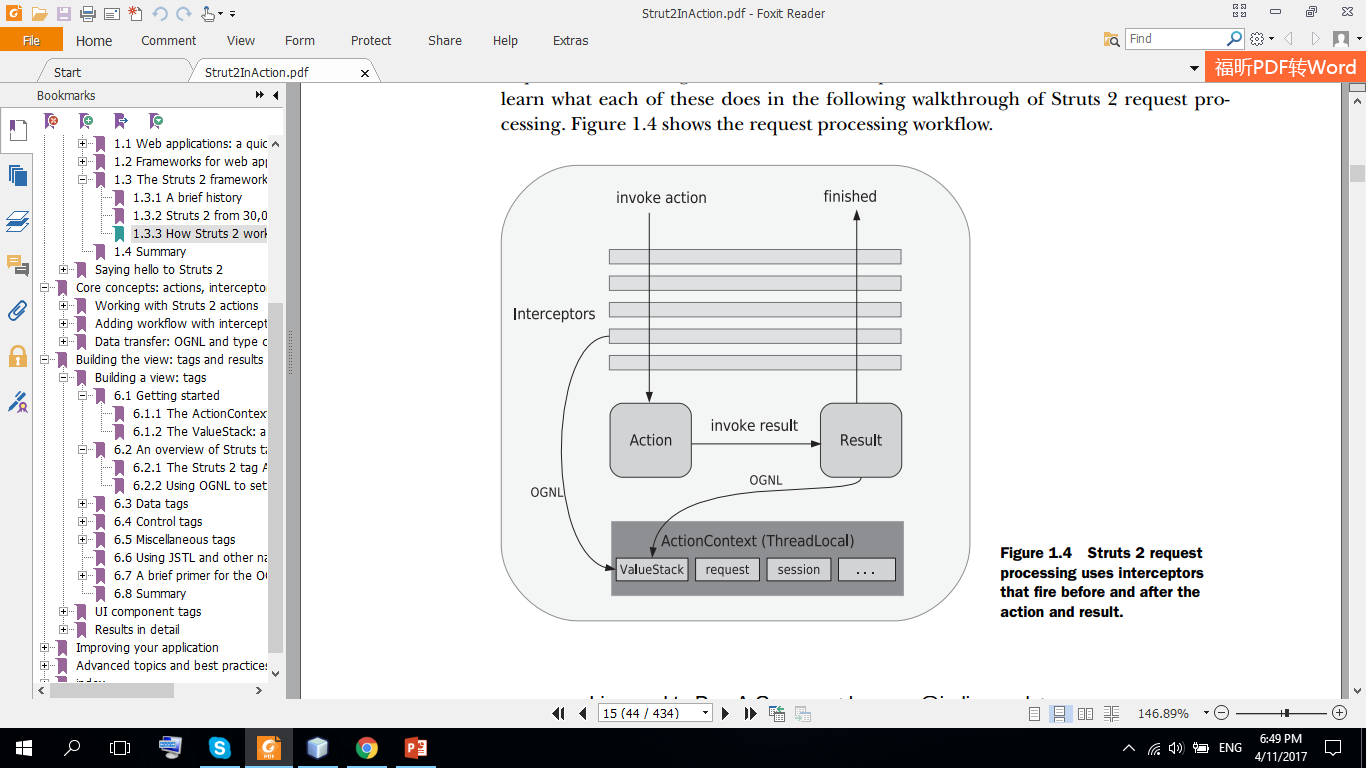 Strut2InAction.pdf - Foxit Reader
File Home Comment View Form Protect Share Help Extras
Find
Start
Strut2InAction.pdf
福昕PDF转Word
Bookmarks
1.1 Web applications: a quic
1.2 Frameworks for web app
1.3 The Struts 2 framework
1.3.1 A brief history
1.3.2 Struts 2 from 30,0
1.3.3 How Struts 2 work
1.4 Summary
Saying hello to Struts 2
Core concepts: actions, intercepto
Working with Struts 2 actions
Adding workflow with intercept
Data transfer: OGNL and type c
Building the view: tags and results
Building a view: tags
6.1 Getting started
6.1.1 The ActionContext
6.1.2 The ValueStack: a
6.2 An overview of Struts ta
6.2.1 The Struts 2 tag A
6.2.2 Using OGNL to set
6.3 Data tags
6.4 Control tags
6.5 Miscellaneous tags
6.6 Using JSTL and other na
6.7 A brief primer for the O
6.8 Summary
UI component tags
Results in detail
Improving your application
Advanced topics and best practices
learn what each of these does in the following walkthrough of Struts 2 request pro-
cessing. Figure 1.4 shows the request processing workflow.
invoke action
finished
Interceptors
Action
invoke result
Result
OGNL
OGNL
ActionContext (ThreadLocal)
ValueStack
request
session
...
Figure 1.4 Struts 2 request
processing uses interceptors
that fire before and after the
action and result.
15 (44 / 434)
146.89%
ENG
6:49 PM
4/11/2017